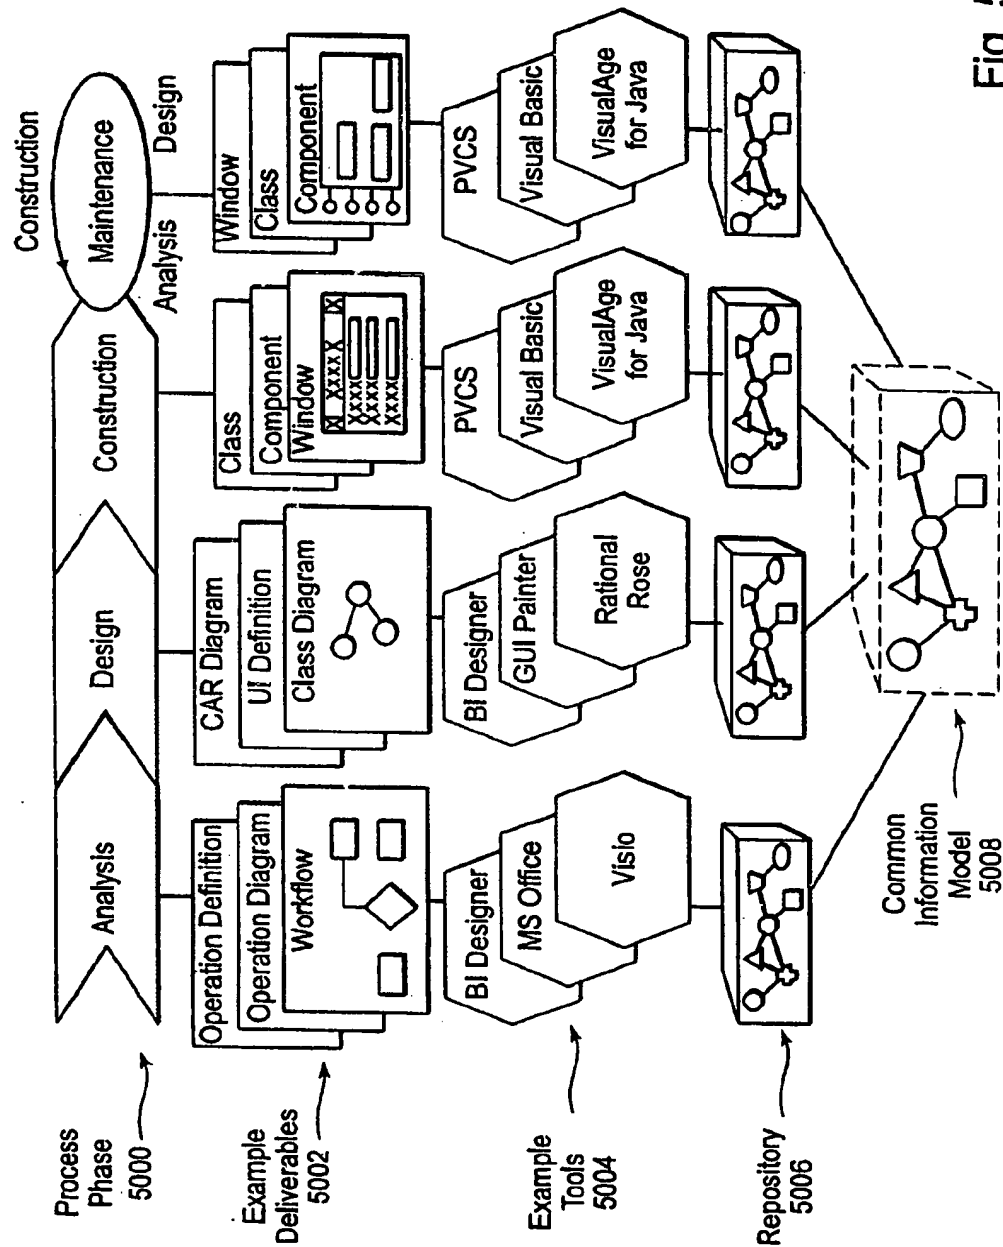 Process
Phase
5000
Analysis
Design
Construction
Maintenance
Construction
Analysis
Design
Example
Deliverables
5002
Operation Definition
Operation Diagram
Workflow
CAR Diagram
UI Definition
Class Diagram
Class
Component
Window
X XXXX X X
XXXX
XXXX
XXXX
Window
Class
Component
Example
Tools
5004
BI Designer
MS Office
Visio
BI Designer
GUI Painter
Rational
Rose
PVCS
Visual Basic
VisualAge
for Java
PVCS
Visual Basic
VisualAge
for Java
Repository
5006
Common
Information
Model
5008
Fig.